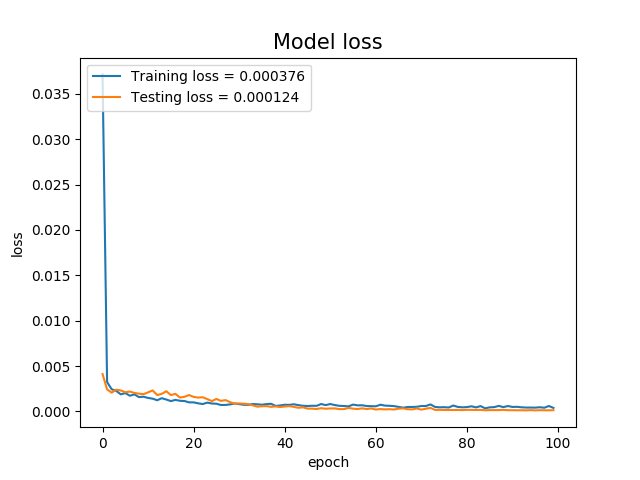 Model loss
Training loss = 0.000376
Testing loss = 0.000124
0.035
0.030
0.025
0.020
0.015
0.010
0.005
0.000
loss
0 20 40 60 80 100
epoch